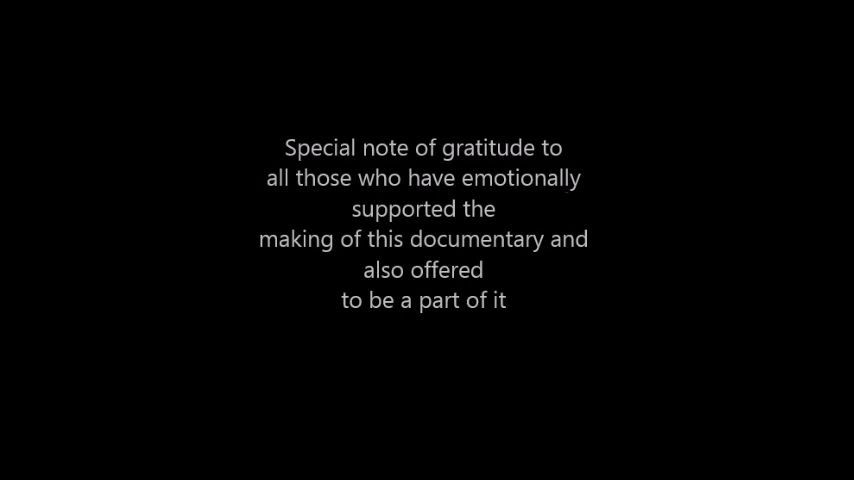 Special note of gratitude to
all those who have emotionally
supported the
making of this documentary and
also offered
to be a part of it